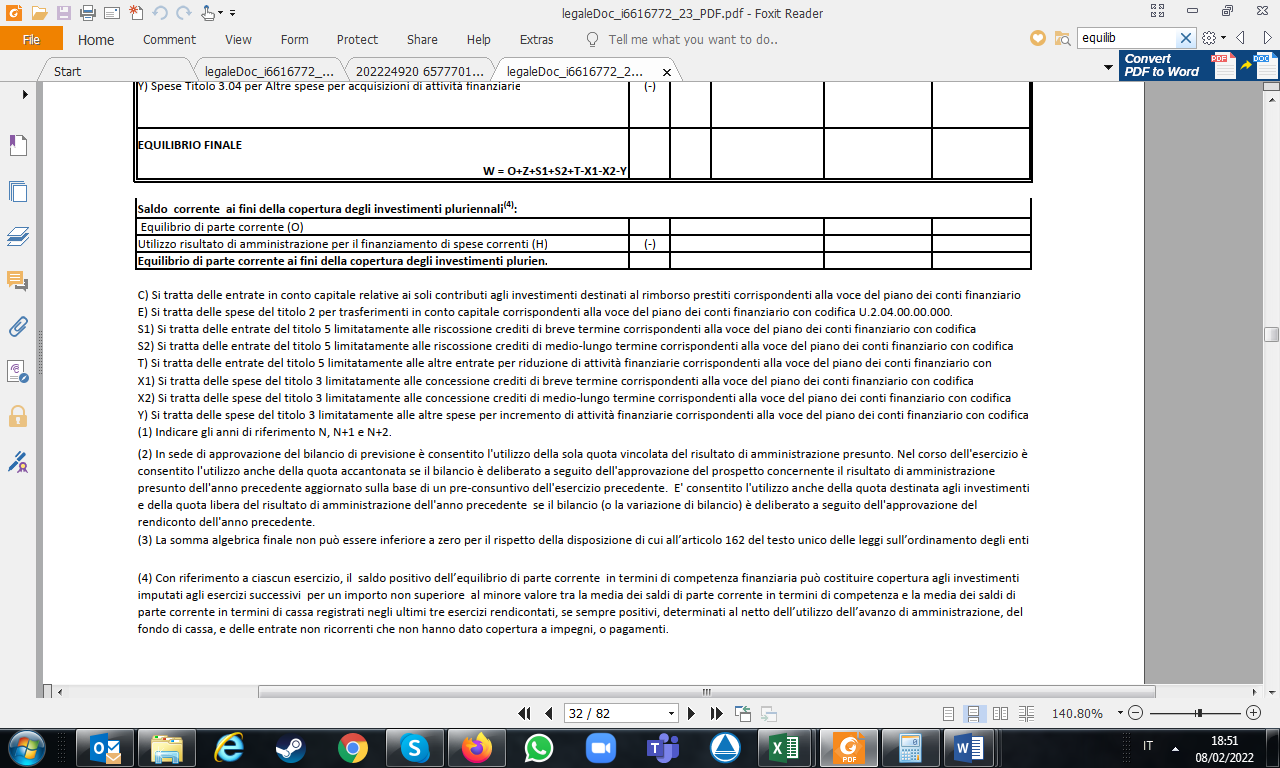 legaleDoc_i6616772_23_PDF.pdf - Foxit Reader
File Home Comment View Form Protect Share Help Extras Tell me what you want to do.. equilib
Start legaleDoc_i6616772_... 202224920 6577701... legaleDoc_i6616772_2...
Convert PDF to Word
PDF DOC
Y) Spese Titolo 3.04 per Altre spese per acquisizioni di attività finanziarie (-)
EQUILIBRIO FINALE
W = O+Z+S1+S2+T-X1-X2-Y
Saldo corrente ai fini della copertura degli investimenti pluriennali(4):
Equilibrio di parte corrente (O)
Utilizzo risultato di amministrazione per il finanziamento di spese correnti (H) (-)
Equilibrio di parte corrente ai fini della copertura degli investimenti plurien.
C) Si tratta delle entrate in conto capitale relative ai soli contributi agli investimenti destinati al rimborso prestiti corrispondenti alla voce del piano dei conti finanziario
E) Si tratta delle spese del titolo 2 per trasferimenti in conto capitale corrispondenti alla voce del piano dei conti finanziario con codifica U.2.04.00.00.000.
S1) Si tratta delle entrate del titolo 5 limitatamente alle riscossione crediti di breve termine corrispondenti alla voce del piano dei conti finanziario con codifica
S2) Si tratta delle entrate del titolo 5 limitatamente alle riscossione crediti di medio-lungo termine corrispondenti alla voce del piano dei conti finanziario con codifica
T) Si tratta delle entrate del titolo 5 limitatamente alle altre entrate per riduzione di attività finanziarie corrispondenti alla voce del piano dei conti finanziario con
X1) Si tratta delle spese del titolo 3 limitatamente alle concessione crediti di breve termine corrispondenti alla voce del piano dei conti finanziario con codifica
X2) Si tratta delle spese del titolo 3 limitatamente alle concessione crediti di medio-lungo termine corrispondenti alla voce del piano dei conti finanziario con codifica
Y) Si tratta delle spese del titolo 3 limitatamente alle altre spese per incremento di attività finanziarie corrispondenti alla voce del piano dei conti finanziario con codifica
(1) Indicare gli anni di riferimento N, N+1 e N+2.
(2) In sede di approvazione del bilancio di previsione è consentito l'utilizzo della sola quota vincolata del risultato di amministrazione presunto. Nel corso dell'esercizio è
consentito l'utilizzo anche della quota accantonata se il bilancio è deliberato a seguito dell'approvazione del prospetto concernente il risultato di amministrazione
presunto dell'anno precedente aggiornato sulla base di un pre-consuntivo dell'esercizio precedente. E' consentito l'utilizzo anche della quota destinata agli investimenti
e della quota libera del risultato di amministrazione dell'anno precedente se il bilancio (o la variazione di bilancio) è deliberato a seguito dell'approvazione del
rendiconto dell'anno precedente.
(3) La somma algebrica finale non può essere inferiore a zero per il rispetto della disposizione di cui all’articolo 162 del testo unico delle leggi sull’ordinamento degli enti
(4) Con riferimento a ciascun esercizio, il saldo positivo dell’equilibrio di parte corrente in termini di competenza finanziaria può costituire copertura agli investimenti
imputati agli esercizi successivi per un importo non superiore al minore valore tra la media dei saldi di parte corrente in termini di competenza e la media dei saldi di
parte corrente in termini di cassa registrati negli ultimi tre esercizi rendicontati, se sempre positivi, determinati al netto dell’utilizzo dell’avanzo di amministrazione, del
fondo di cassa, e delle entrate non ricorrenti che non hanno dato copertura a impegni, o pagamenti.
32 / 82
140.80%
IT
18:51
08/02/2022